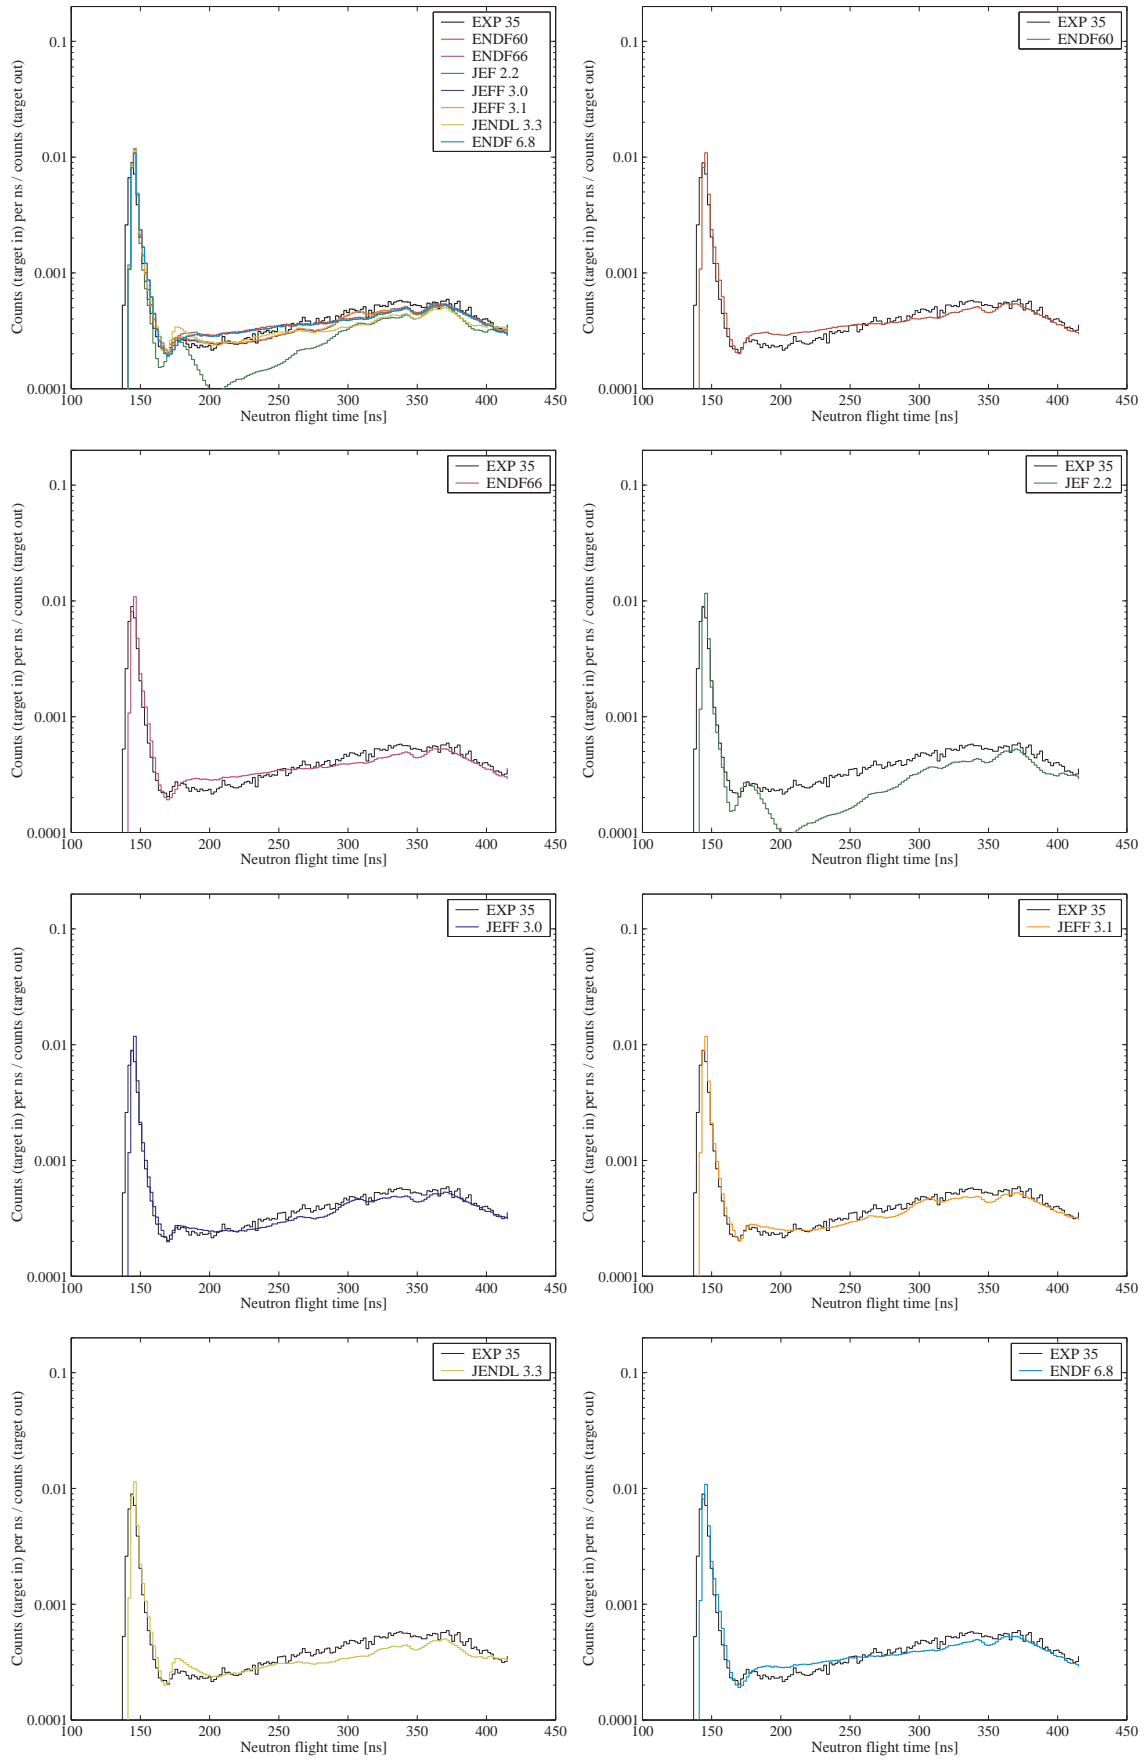 EXP 35
ENDF60
ENDF66
JEF 2.2
JEFF 3.0
JEFF 3.1
JENDL 3.3
ENDF 6.8
0.1
0.01
0.001
0.0001
100 150 200 250 300 350 400 450
Neutron flight time [ns]
Counts (target in) per ns / counts (target out)
EXP 35
ENDF60
0.1
0.01
0.001
0.0001
100 150 200 250 300 350 400 450
Neutron flight time [ns]
Counts (target in) per ns / counts (target out)
EXP 35
ENDF66
0.1
0.01
0.001
0.0001
100 150 200 250 300 350 400 450
Neutron flight time [ns]
Counts (target in) per ns / counts (target out)
EXP 35
JEF 2.2
0.1
0.01
0.001
0.0001
100 150 200 250 300 350 400 450
Neutron flight time [ns]
Counts (target in) per ns / counts (target out)
EXP 35
JEFF 3.0
0.1
0.01
0.001
0.0001
100 150 200 250 300 350 400 450
Neutron flight time [ns]
Counts (target in) per ns / counts (target out)
EXP 35
JEFF 3.1
0.1
0.01
0.001
0.0001
100 150 200 250 300 350 400 450
Neutron flight time [ns]
Counts (target in) per ns / counts (target out)
EXP 35
JENDL 3.3
0.1
0.01
0.001
0.0001
100 150 200 250 300 350 400 450
Neutron flight time [ns]
Counts (target in) per ns / counts (target out)
EXP 35
ENDF 6.8
0.1
0.01
0.001
0.0001
100 150 200 250 300 350 400 450
Neutron flight time [ns]
Counts (target in) per ns / counts (target out)